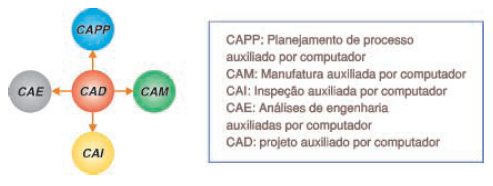 CAPP
CAE
CAD
CAM
CAI
CAPP: Planejamento de processo
auxiliado por computador
CAM: Manufatura auxiliada por computador
CAI: Inspeção auxiliada por computador
CAE: Análises de engenharia
auxiliadas por computador
CAD: projeto auxiliado por computador